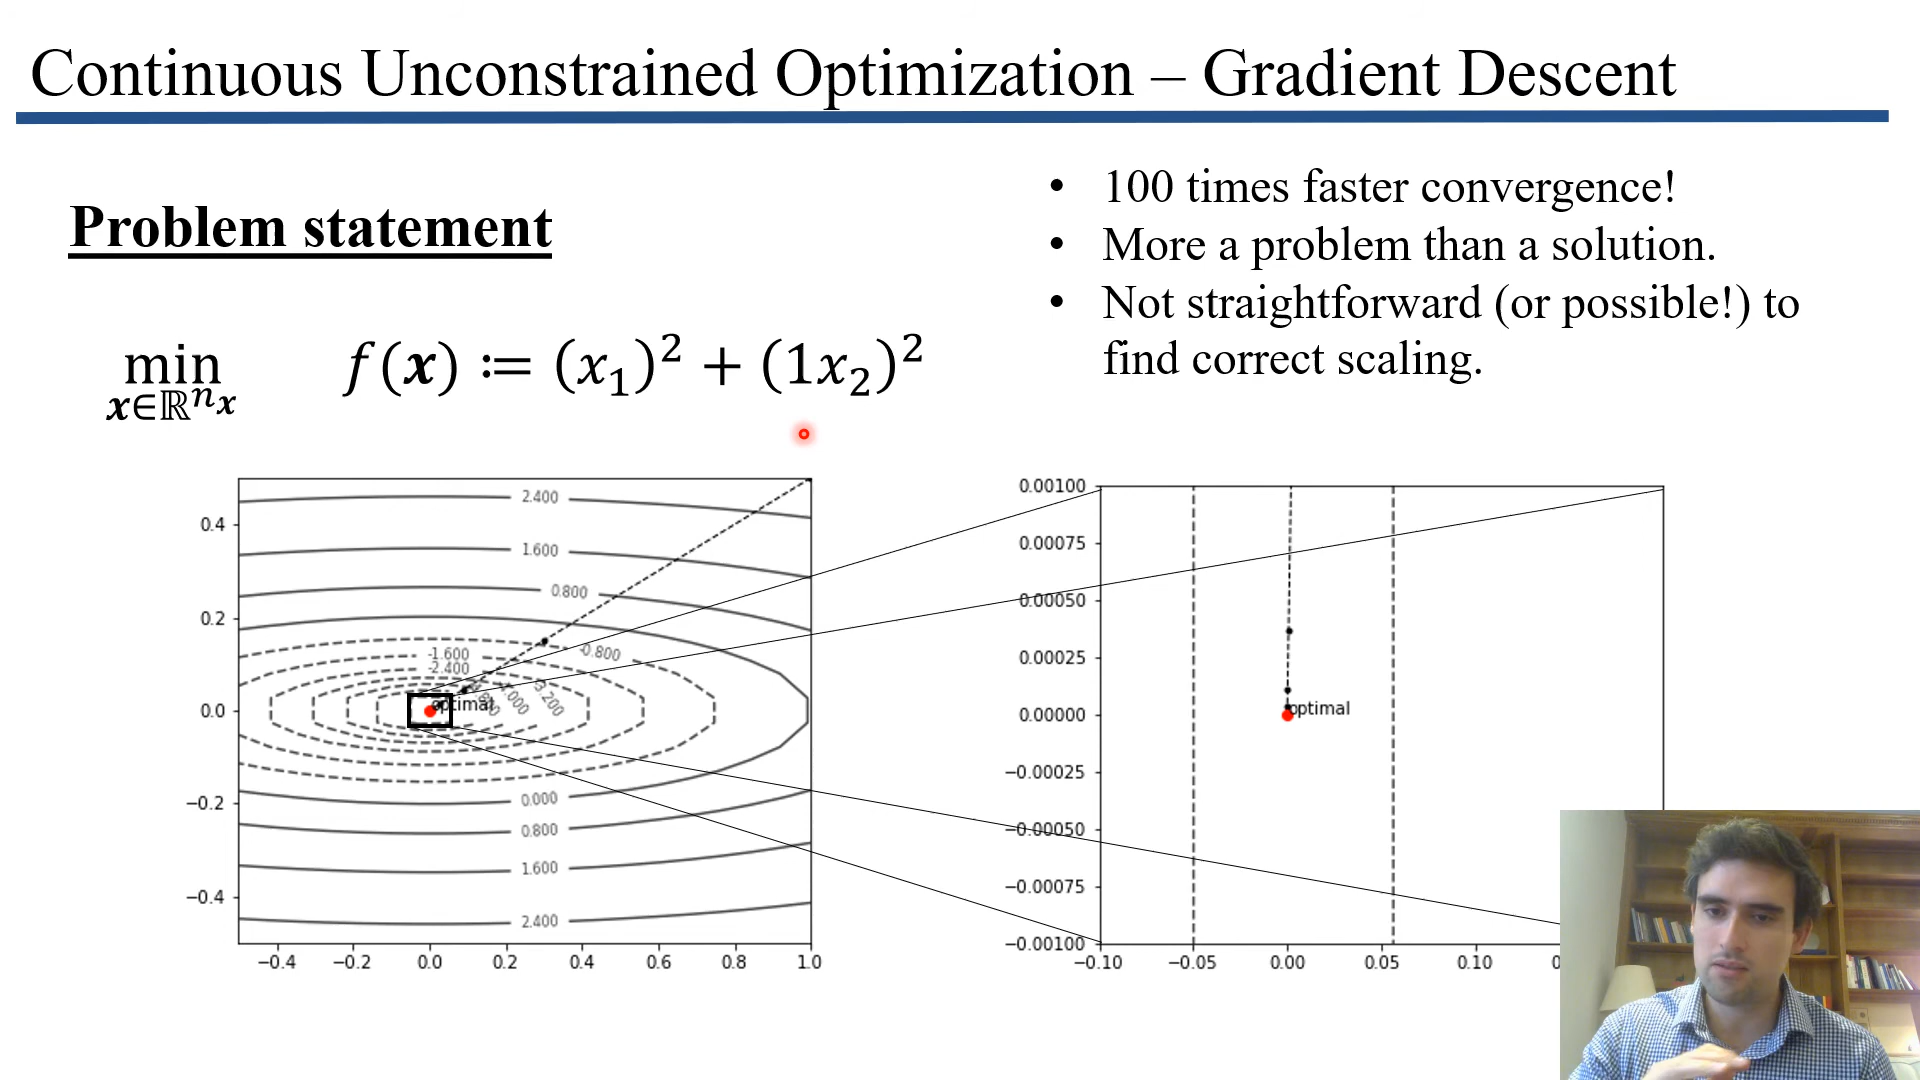 Continuous Unconstrained Optimization – Gradient Descent
Problem statement
• 100 times faster convergence!
• More a problem than a solution.
• Not straightforward (or possible!) to
find correct scaling.
min f(x) ≔ (x₁)² + (1x₂)²
x∈ℝⁿˣ
2.400
1.600
0.800
-0.800
-1.600
-2.400
-3.200
optimal
0.000
0.800
1.600
2.400
0.4
0.2
0.0
−0.2
−0.4
−0.4 −0.2 0.0 0.2 0.4 0.6 0.8 1.0
0.00100
0.00075
0.00050
0.00025
0.00000
−0.00025
−0.00050
−0.00075
−0.00100
optimal
−0.10 −0.05 0.00 0.05 0.10